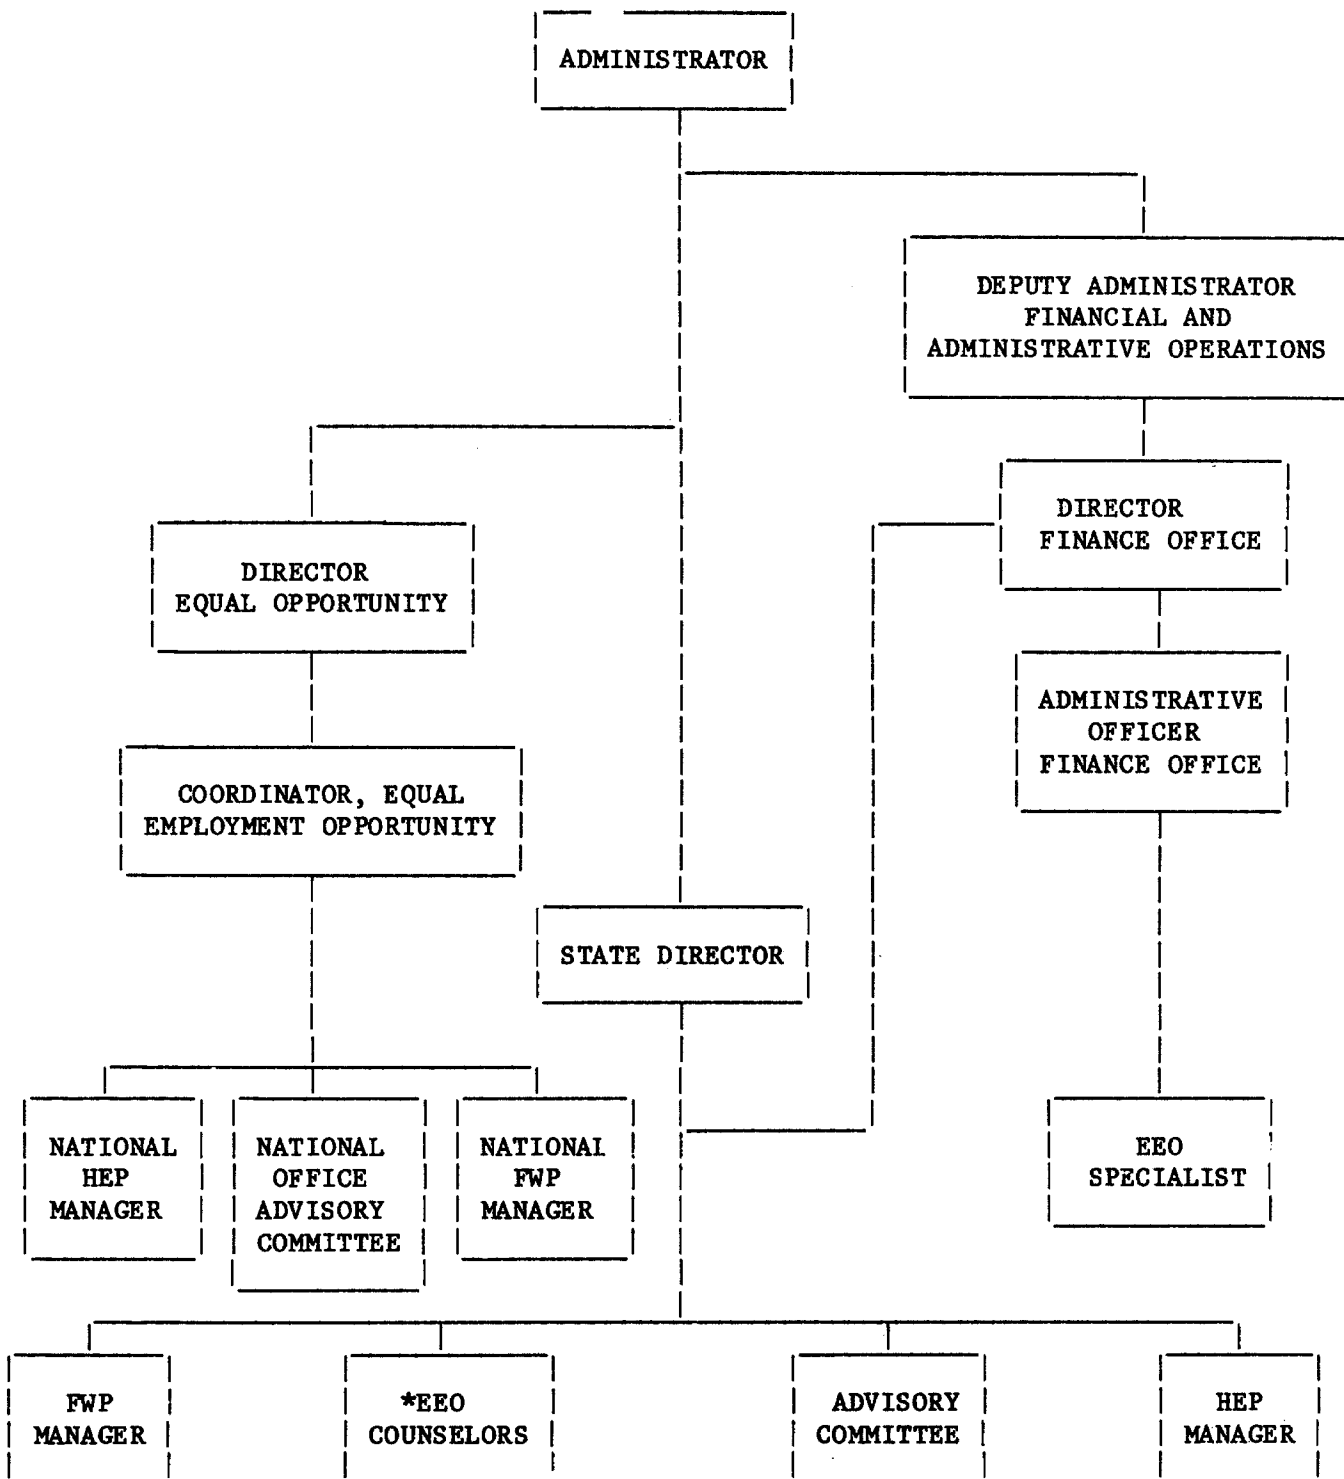 ADMINISTRATOR
DEPUTY ADMINISTRATOR
FINANCIAL AND
ADMINISTRATIVE OPERATIONS
DIRECTOR
FINANCE OFFICE
DIRECTOR
EQUAL OPPORTUNITY
ADMINISTRATIVE
OFFICER
FINANCE OFFICE
COORDINATOR, EQUAL
EMPLOYMENT OPPORTUNITY
STATE DIRECTOR
NATIONAL
HEP
MANAGER
NATIONAL
OFFICE
ADVISORY
COMMITTEE
NATIONAL
FWP
MANAGER
EEO
SPECIALIST
FWP
MANAGER
*EEO
COUNSELORS
ADVISORY
COMMITTEE
HEP
MANAGER